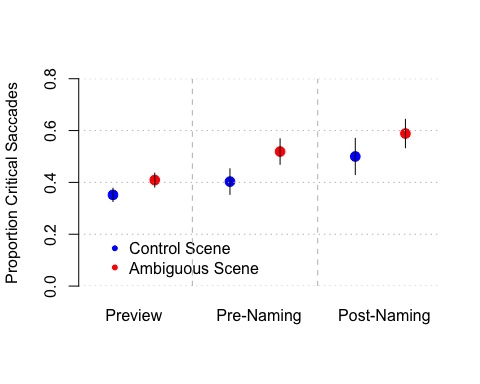 Proportion Critical Saccades
0.8
0.6
0.4
0.2
0.0
Control Scene
Ambiguous Scene
Preview
Pre-Naming
Post-Naming